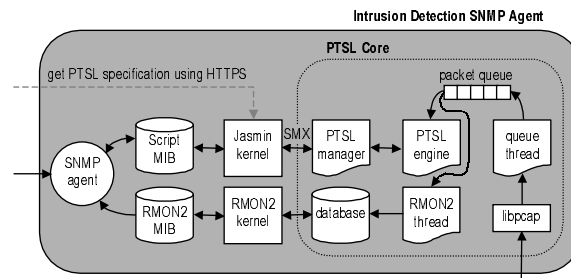 Intrusion Detection SNMP Agent
PTSL Core
get PTSL specification using HTTPS
packet queue
SNMP
agent
Script
MIB
Jasmin
kernel
SMX
PTSL
manager
PTSL
engine
queue
thread
RMON2
MIB
RMON2
kernel
database
RMON2
thread
libpcap